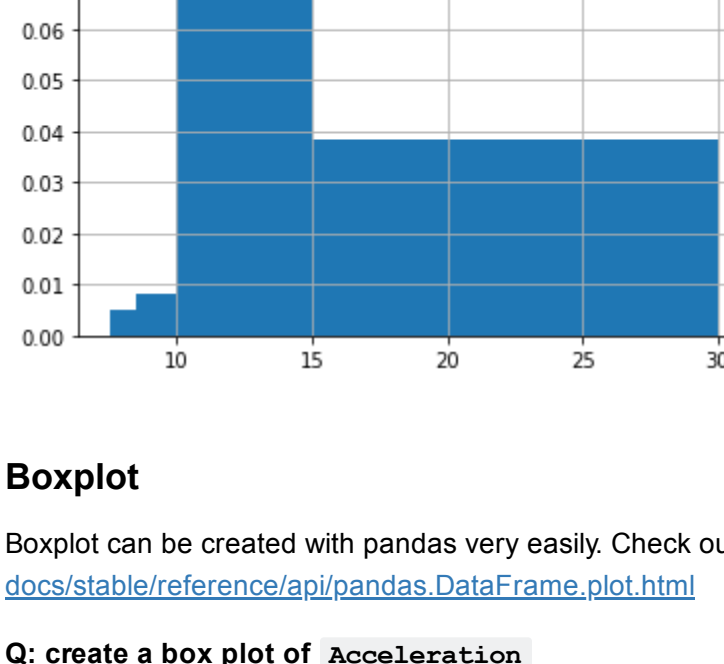 0.06
0.05
0.04
0.03
0.02
0.01
0.00
10 15 20 25 30
Boxplot
Boxplot can be created with pandas very easily. Check
docs/stable/reference/api/pandas.DataFrame.plot.html
Q: create a box plot of Acceleration